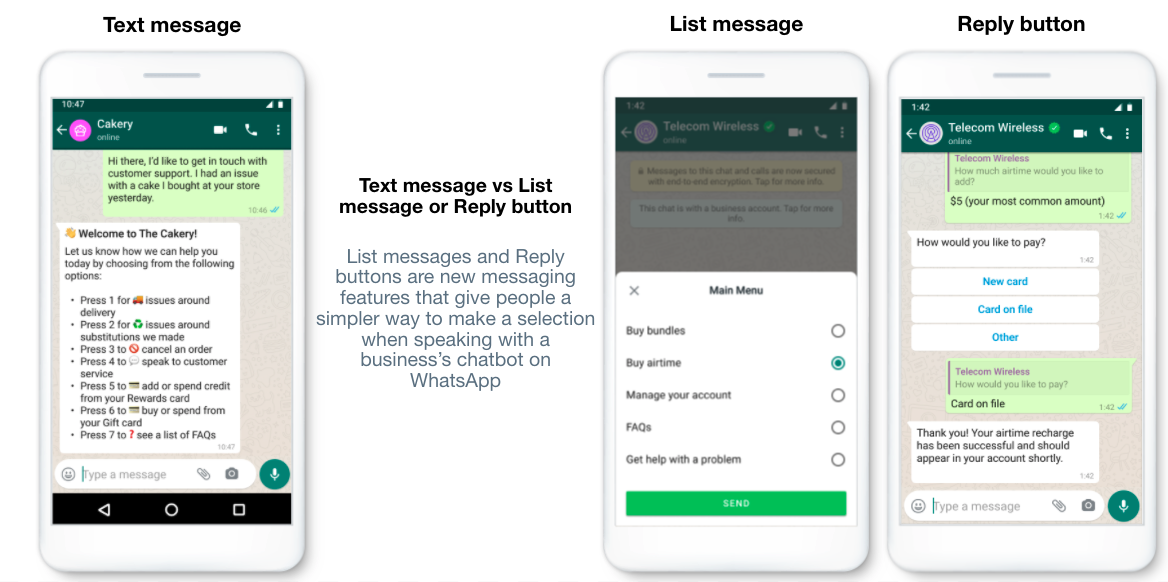 Text message
10:47
Cakery
online
Hi there, I'd like to get in touch with
customer support. I had an issue
with a cake I bought at your store
yesterday.
10:46
👋 Welcome to The Cakery!
Let us know how we can help you
today by choosing from the following
options:
• Press 1 for 🚚 issues around
delivery
• Press 2 for ♻️ issues around
substitutions we made
• Press 3 to 🚫 cancel an order
• Press 4 to 💬 speak to customer
service
• Press 5 to 💳 add or spend credit
from your Rewards card
• Press 6 to 💳 buy or spend from
your Gift card
• Press 7 to ❓ see a list of FAQs
10:47
Type a message
Text message vs List
message or Reply button
List messages and Reply
buttons are new messaging
features that give people a
simpler way to make a selection
when speaking with a
business's chatbot on
WhatsApp
List message
1:42
Telecom Wireless
online
Messages to this chat and calls are now secured
with end-to-end encryption. Tap for more info.
This chat is with a business account. Tap for more
info.
Main Menu
Buy bundles
Buy airtime
Manage your account
FAQs
Get help with a problem
SEND
Reply button
1:42
Telecom Wireless
online
Telecom Wireless
How much airtime would you like to
add?
$5 (your most common amount)
1:42
How would you like to pay?
1:42
New card
Card on file
Other
Telecom Wireless
How would you like to pay?
Card on file
1:42
Thank you! Your airtime recharge
has been successful and should
appear in your account shortly.
1:42
Type a message